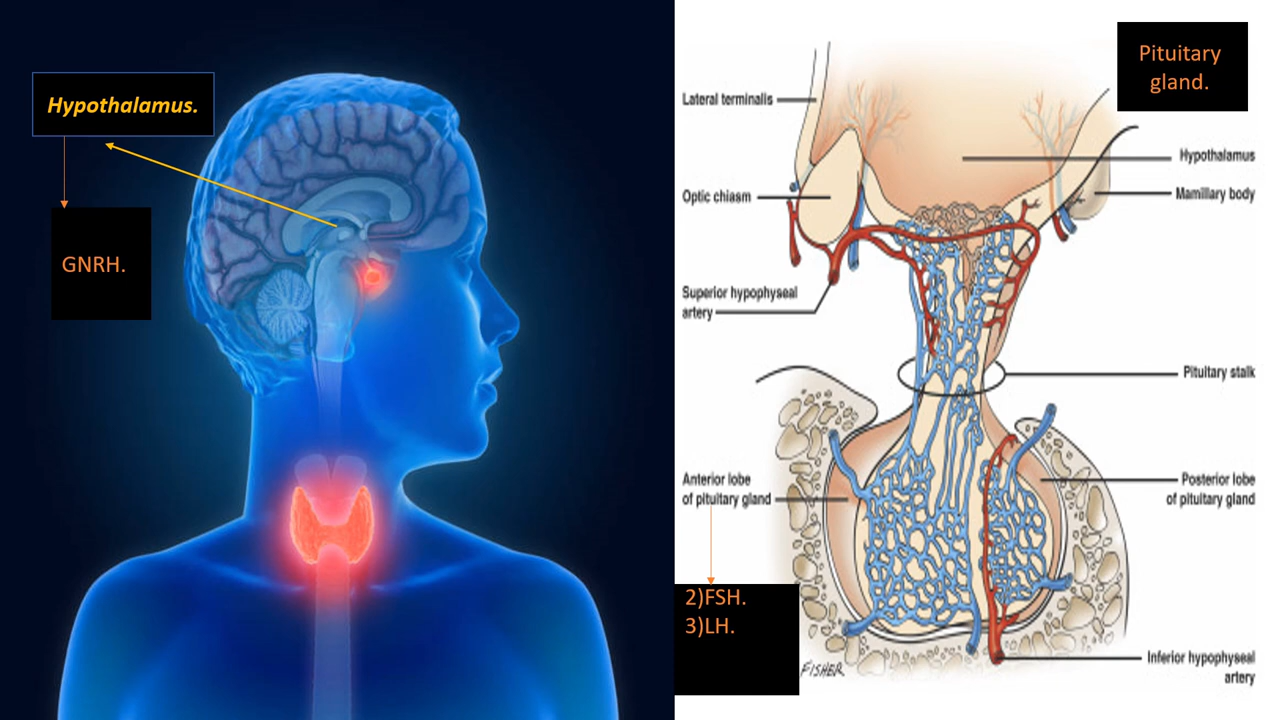 Hypothalamus.
GNRH.
Pituitary
gland.
Lateral terminalis
Hypothalamus
Optic chiasm
Mamillary body
Superior hypophyseal
artery
Pituitary stalk
Anterior lobe
of pituitary gland
Posterior lobe
of pituitary gland
2)FSH.
3)LH.
FISHER
Inferior hypophyseal
artery